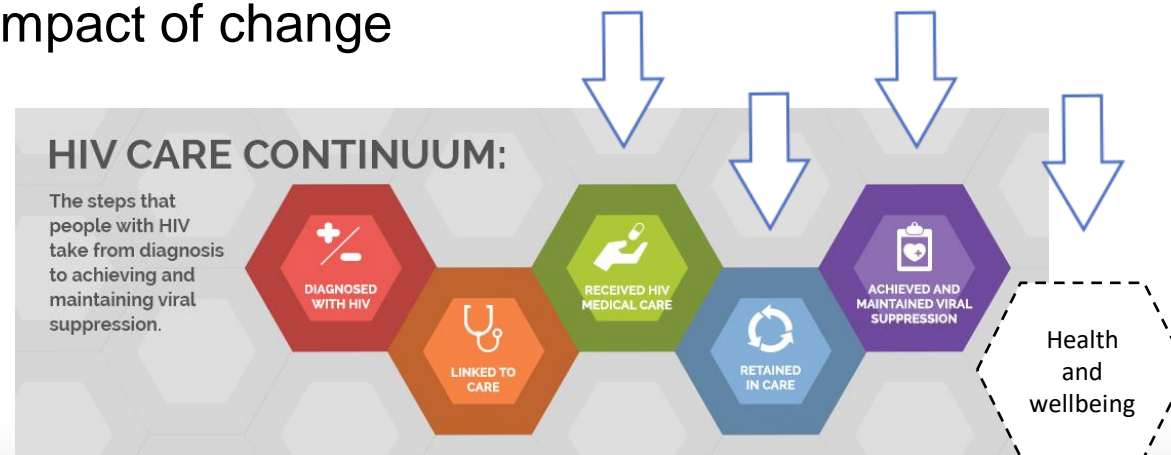 mpact of change
HIV CARE CONTINUUM:
The steps that
people with HIV
take from diagnosis
to achieving and
maintaining viral
suppression.
DIAGNOSED
WITH HIV
LINKED TO
CARE
RECEIVED HIV
MEDICAL CARE
RETAINED
IN CARE
ACHIEVED AND
MAINTAINED VIRAL
SUPPRESSION
Health
and
wellbeing